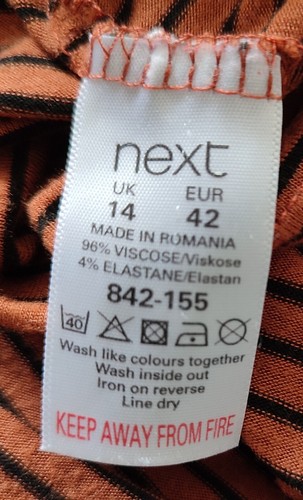 next
UK EUR
14 42
MADE IN ROMANIA
96% VISCOSE/Viskose
4% ELASTANE/Elastan
842-155
40
Wash like colours together
Wash inside out
Iron on reverse
Line dry
KEEP AWAY FROM FIRE